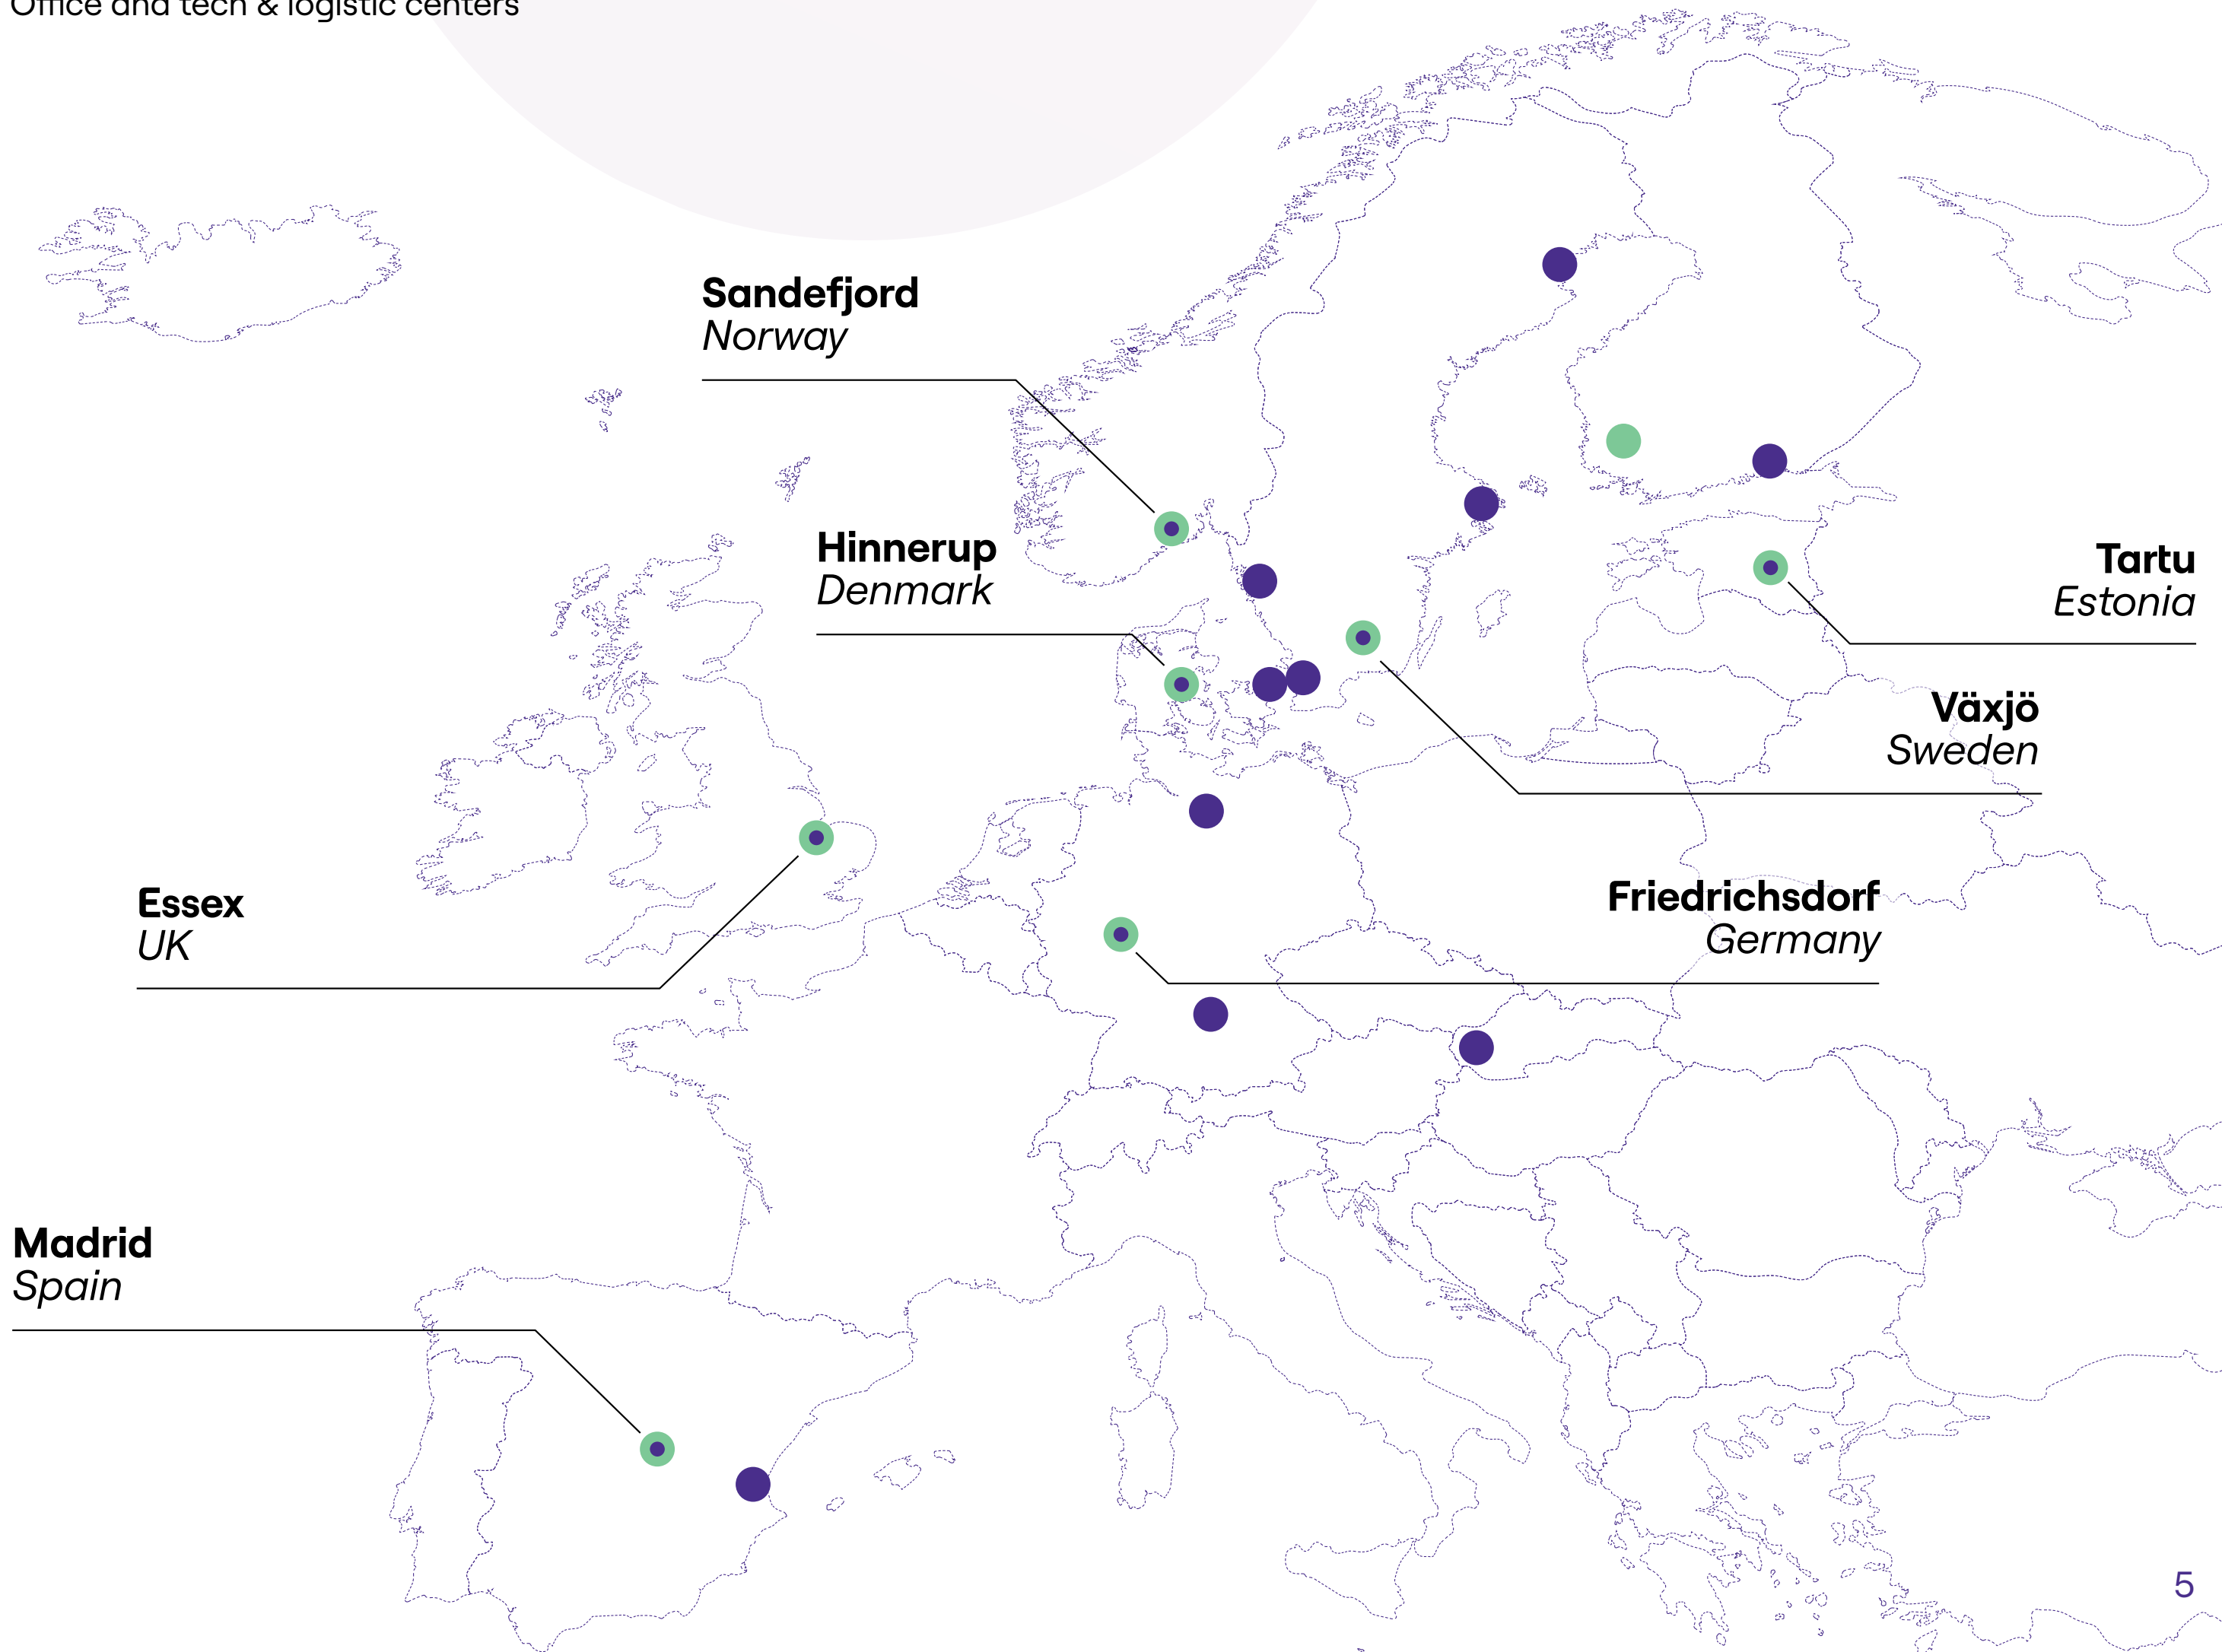 Office and tech & logistic centers
Sandefjord
Norway
Hinnerup
Denmark
Tartu
Estonia
Växjö
Sweden
Essex
UK
Friedrichsdorf
Germany
Madrid
Spain
5